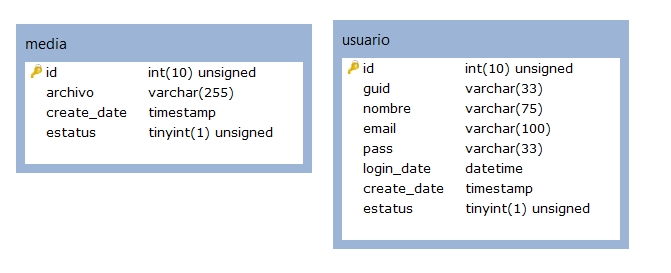 media
id int(10) unsigned
archivo varchar(255)
create_date timestamp
estatus tinyint(1) unsigned
usuario
id int(10) unsigned
guid varchar(33)
nombre varchar(75)
email varchar(100)
pass varchar(33)
login_date datetime
create_date timestamp
estatus tinyint(1) unsigned